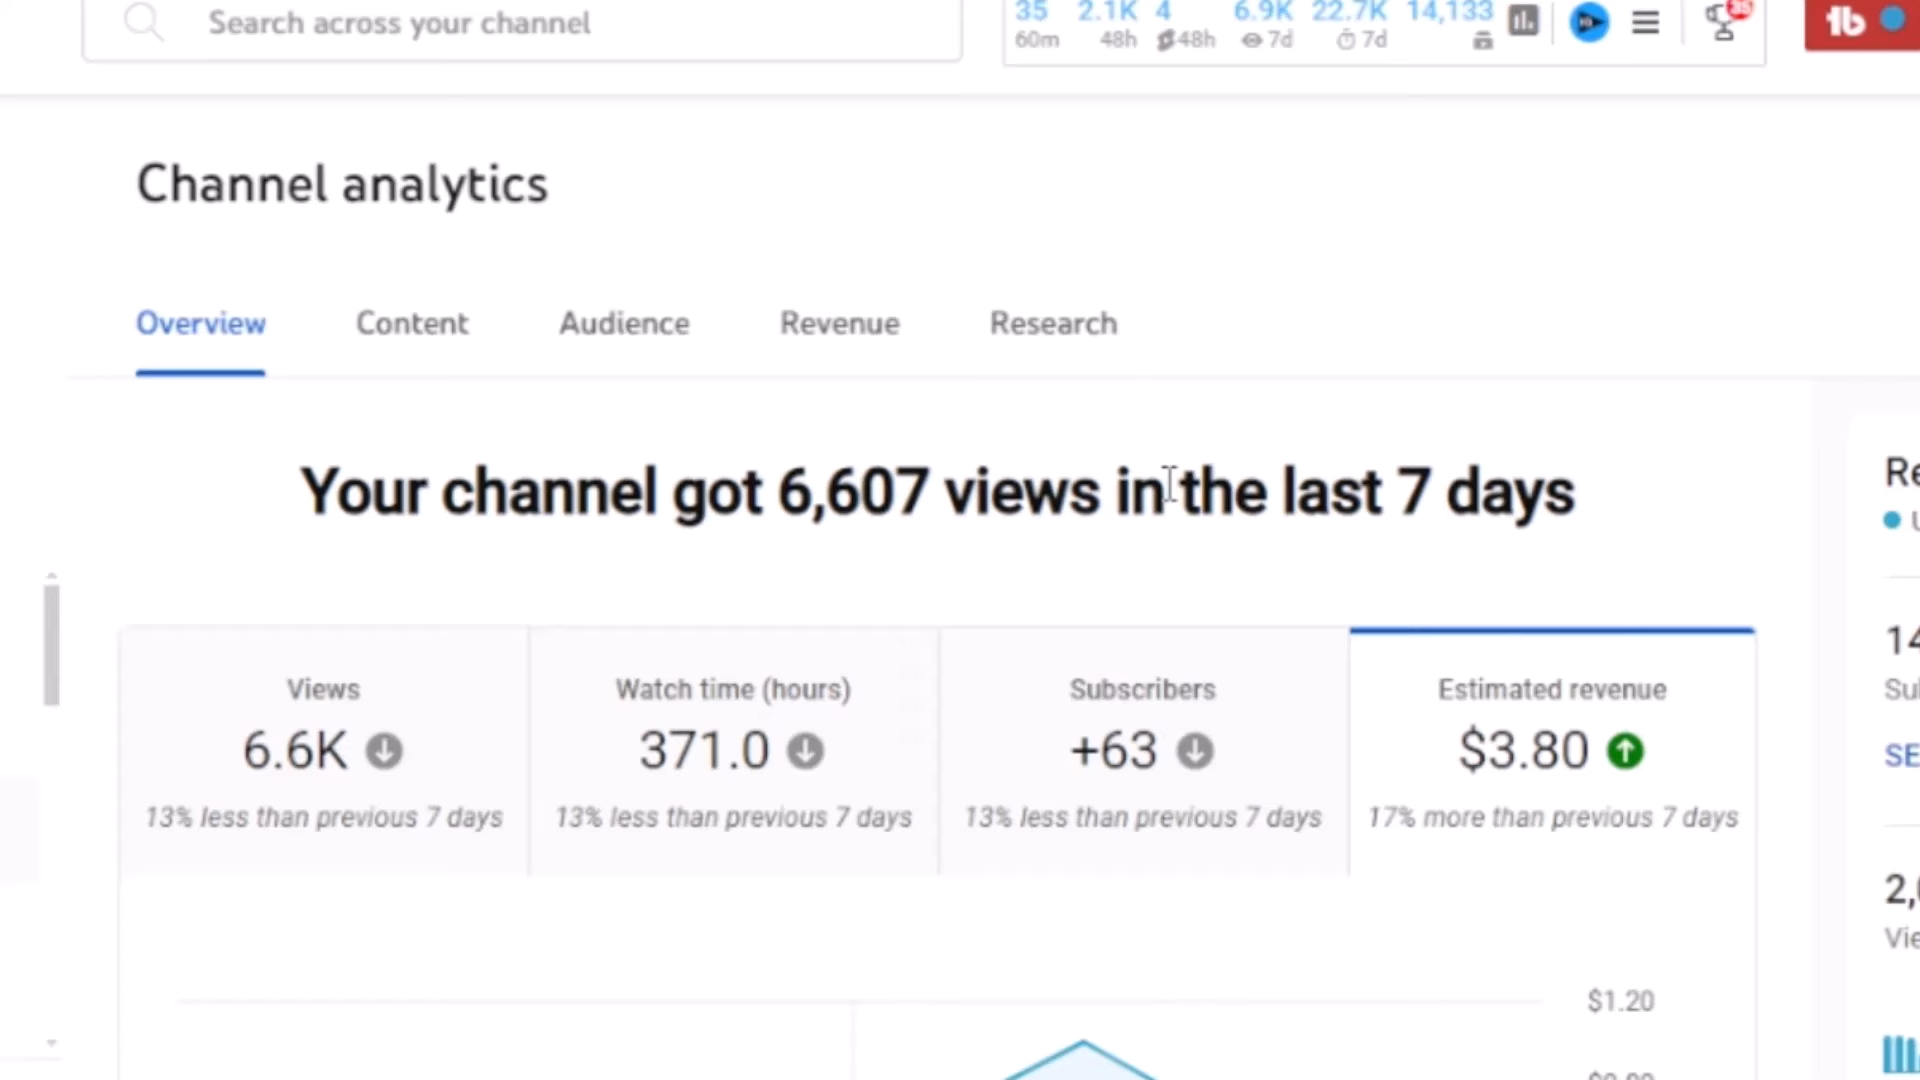 Search across your channel
35 2.1K 4 6.9K 22.7K 14,133
60m 48h 48h 7d 7d
35
tb
Channel analytics
Overview Content Audience Revenue Research
Your channel got 6,607 views in the last 7 days
Views Watch time (hours) Subscribers Estimated revenue
6.6K 371.0 +63 $3.80
13% less than previous 7 days 13% less than previous 7 days 13% less than previous 7 days 17% more than previous 7 days
$1.20